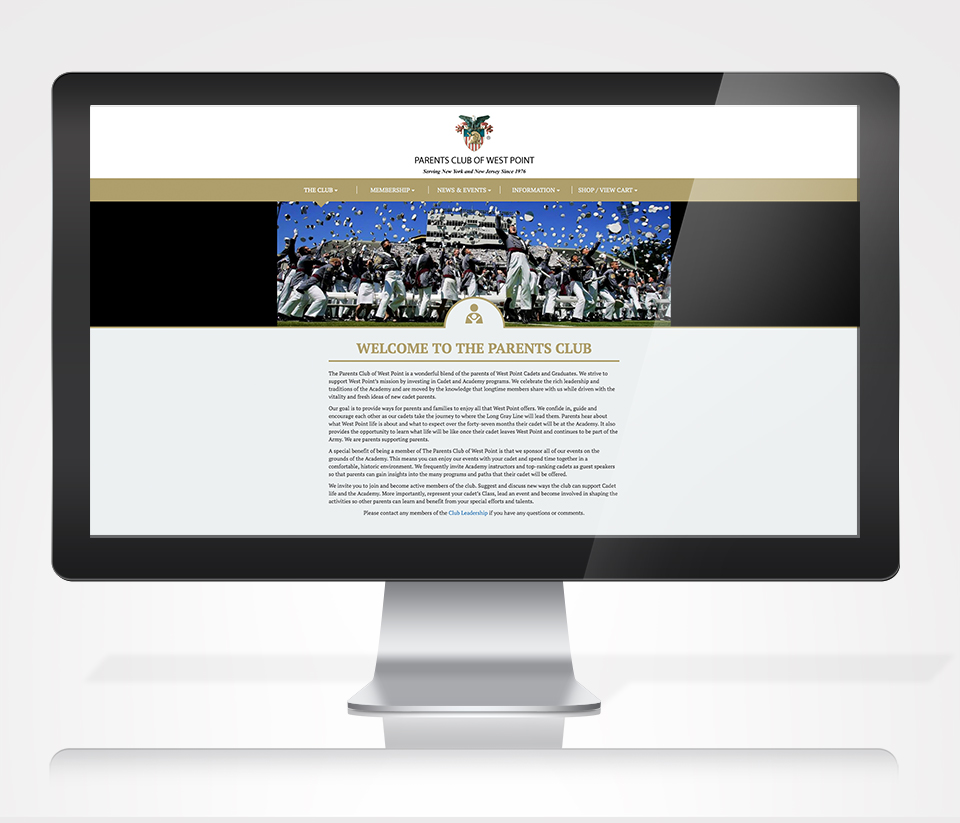 PARENTS CLUB OF WEST POINT
Serving New York and New Jersey Since 1976
THE CLUB
MEMBERSHIP
NEWS & EVENTS
INFORMATION
SHOP / VIEW CART
WELCOME TO THE PARENTS CLUB
The Parents Club of West Point is a wonderful blend of the parents of West Point Cadets and Graduates. We strive to
support West Point's mission by investing in Cadet and Academy programs. We celebrate the rich leadership and
traditions of the Academy and are moved by the knowledge that longtime members share with us while driven with the
vitality and fresh ideas of new cadet parents.
Our goal is to provide ways for parents and families to enjoy all that West Point offers. We confide in, guide and
encourage each other as our cadets take the journey to where the Long Gray Line will lead them. Parents hear about
what West Point life is about and what to expect over the forty-seven months their cadet will be at the Academy. It also
provides the opportunity to learn what life will be like once their cadet leaves West Point and continues to be part of the
Army. We are parents supporting parents.
A special benefit of being a member of The Parents Club of West Point is that we sponsor all of our events on the
grounds of the Academy. This means you can enjoy our events with your cadet and spend time together in a
comfortable, historic environment. We frequently invite Academy instructors and top-ranking cadets as guest speakers
so that parents can gain insights into the many programs and paths that their cadet will be offered.
We invite you to join and become active members of the club. Suggest and discuss new ways the club can support Cadet
life and the Academy. More importantly, represent your cadet's Class, lead an event and become involved in shaping the
activities so other parents can learn and benefit from your special efforts and talents.
Please contact any members of the Club Leadership if you have any questions or comments.